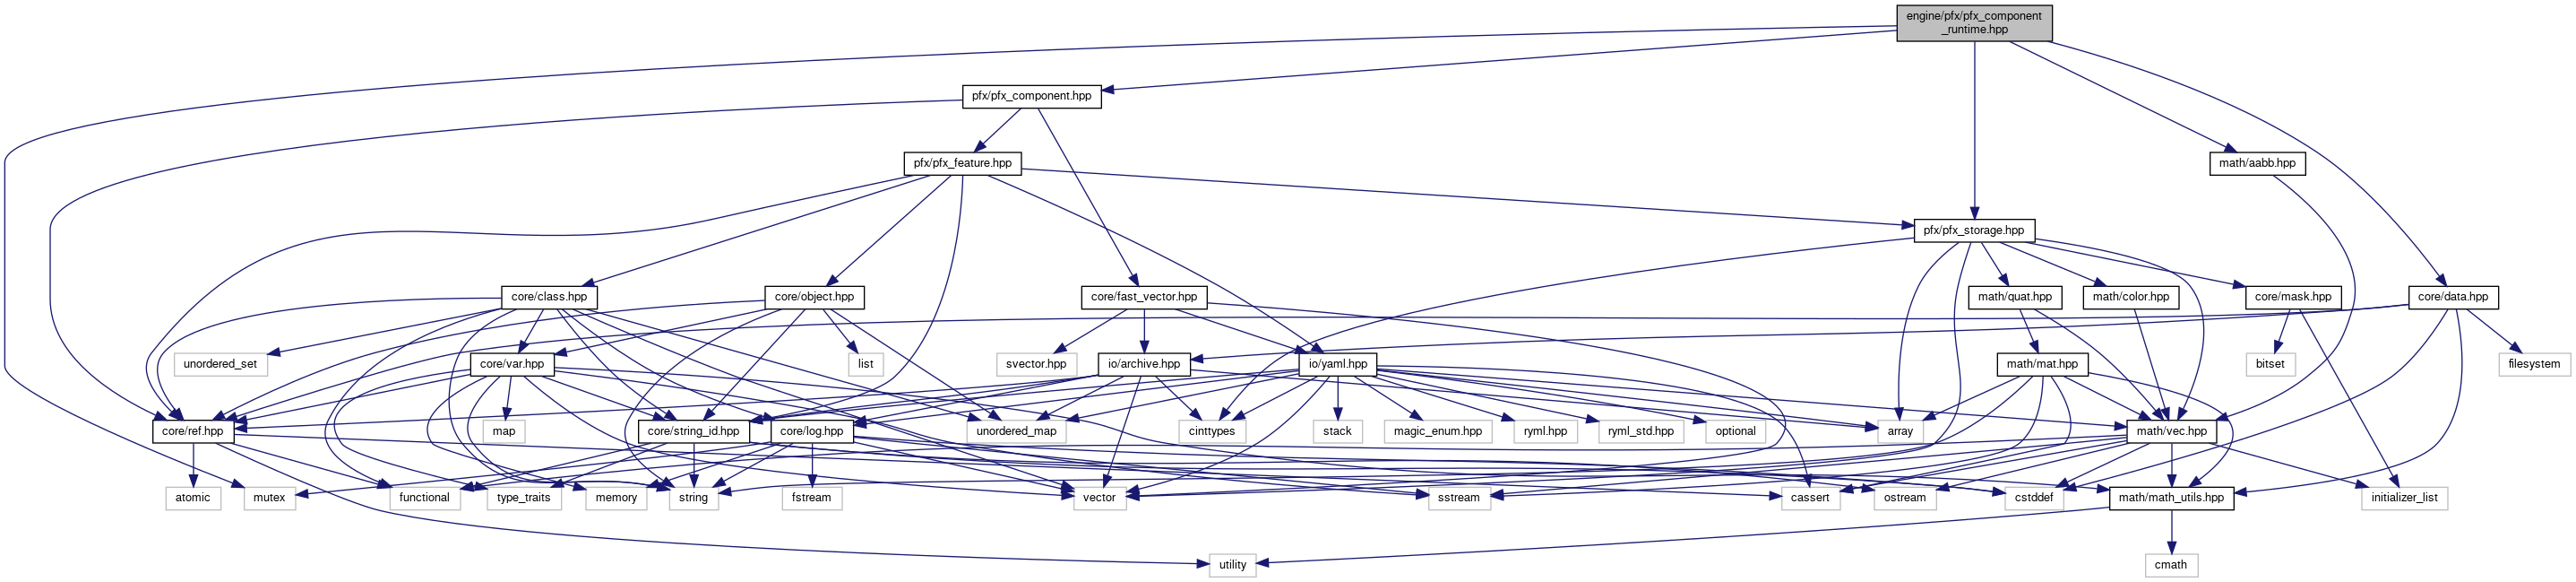 engine/pfx/pfx_component
_runtime.hpp
pfx/pfx_component.hpp
pfx/pfx_feature.hpp
math/aabb.hpp
pfx/pfx_storage.hpp
core/class.hpp
core/object.hpp
core/fast_vector.hpp
math/quat.hpp
math/color.hpp
core/mask.hpp
core/data.hpp
unordered_set
core/var.hpp
list
svector.hpp
io/archive.hpp
io/yaml.hpp
math/mat.hpp
bitset
filesystem
core/ref.hpp
map
core/string_id.hpp
core/log.hpp
unordered_map
cinttypes
stack
magic_enum.hpp
ryml.hpp
ryml_std.hpp
optional
array
math/vec.hpp
atomic
mutex
functional
type_traits
memory
string
fstream
vector
sstream
cassert
ostream
cstddef
math/math_utils.hpp
initializer_list
utility
cmath